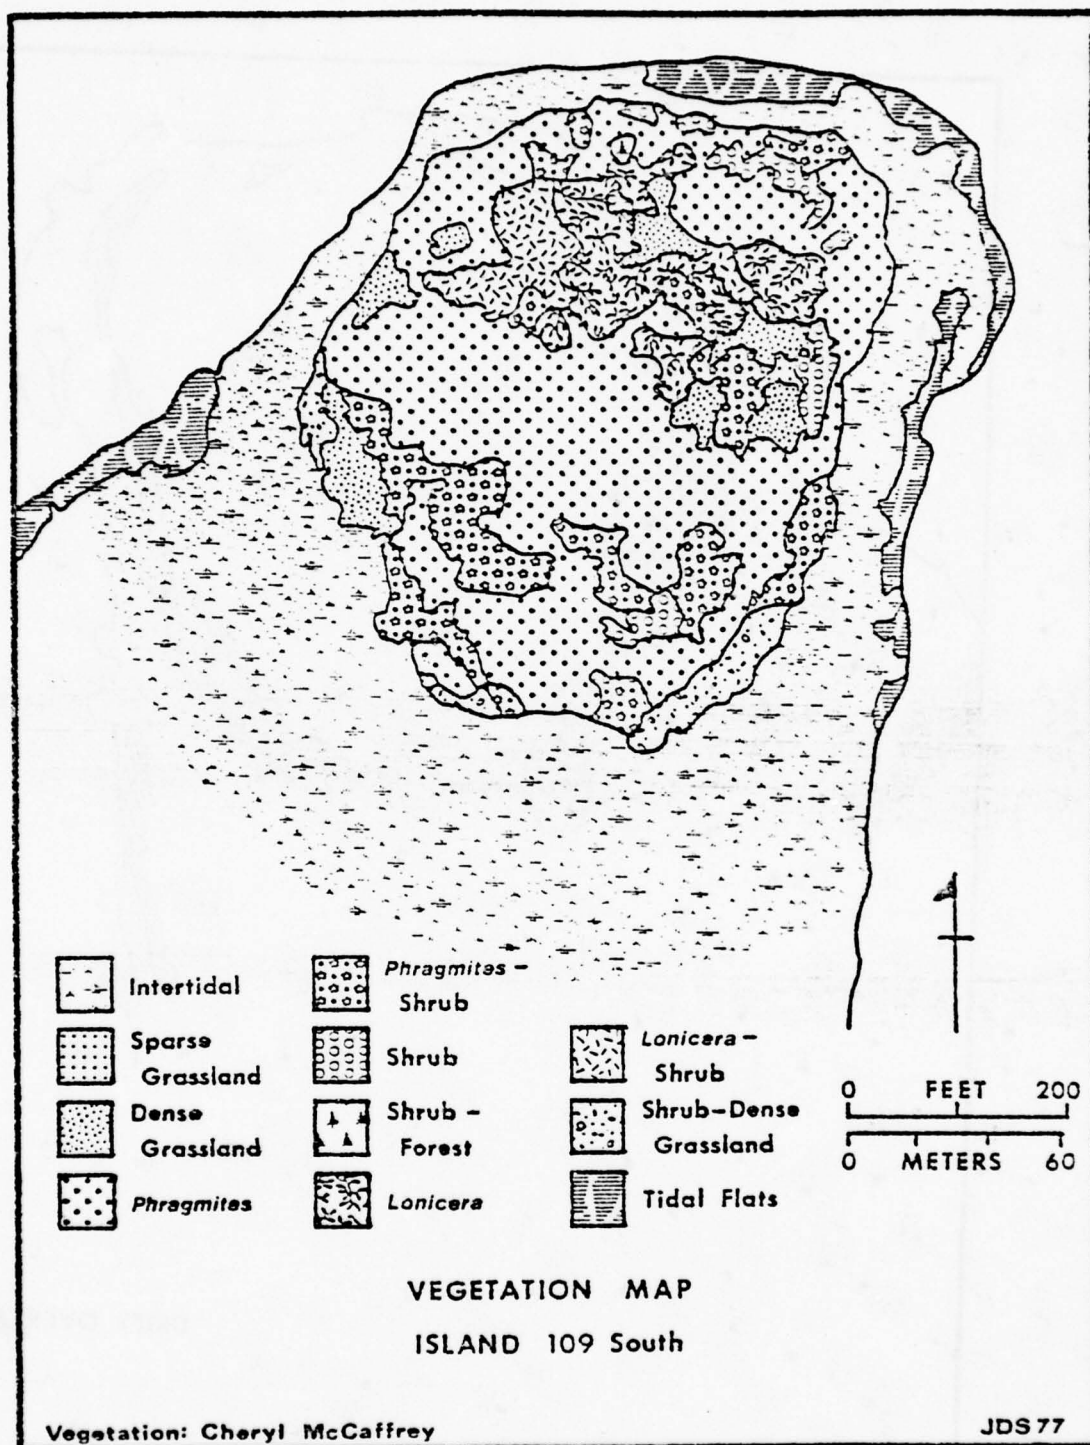 Intertidal
Sparse
Grassland
Dense
Grassland
Phragmites
Phragmites –
Shrub
Shrub
Shrub –
Forest
Lonicera
Lonicera –
Shrub
Shrub–Dense
Grassland
Tidal Flats
0 FEET 200
0 METERS 60
VEGETATION MAP
ISLAND 109 South
Vegetation: Cheryl McCaffrey
JDS 77